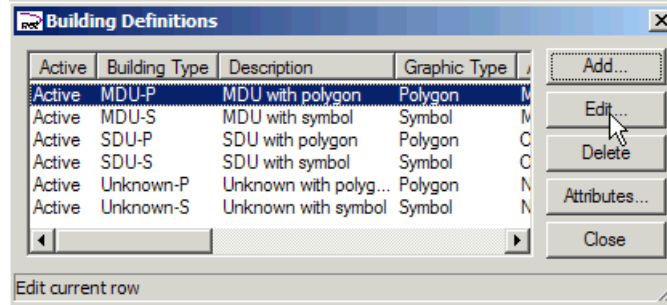 Building Definitions
Active Building Type Description Graphic Type
Active MDU-P MDU with polygon Polygon M
Active MDU-S MDU with symbol Symbol M
Active SDU-P SDU with polygon Polygon
Active SDU-S SDU with symbol Symbol
Active Unknown-P Unknown with polyg... Polygon N
Active Unknown-S Unknown with symbol Symbol N
Add...
Edit...
Delete
Attributes...
Close
Edit current row